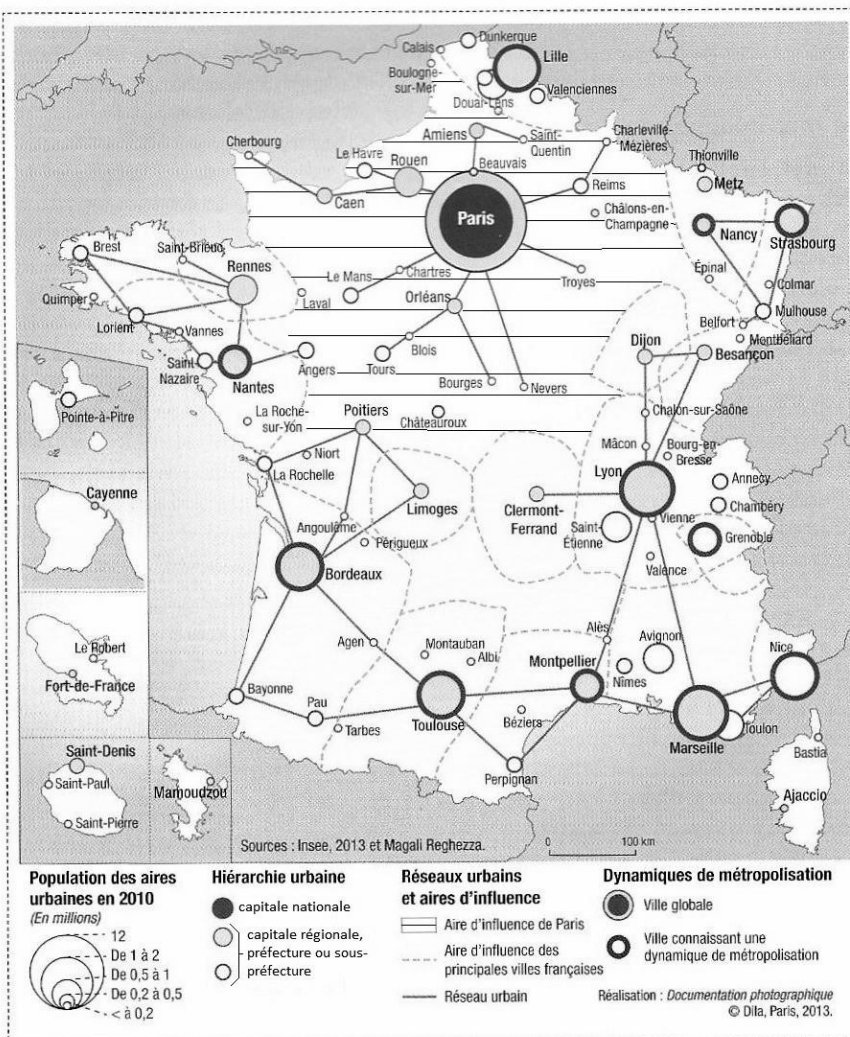 Dunkerque
Calais
Lille
Boulogne-
sur-Mer
Valenciennes
Douai-Lens
Amiens
Saint-
Quentin
Charleville-
Mézières
Cherbourg
Le Havre
Rouen
Beauvais
Thionville
Metz
Reims
Caen
Paris
Châlons-en-
Champagne
Nancy
Strasbourg
Brest
Saint-Brieuc
Rennes
Le Mans
Chartres
Troyes
Épinal
Colmar
Quimper
Laval
Orléans
Mulhouse
Lorient
Vannes
Belfort
Montbéliard
Blois
Dijon
Besançon
Saint-
Nazaire
Nantes
Angers
Tours
Bourges
Nevers
Pointe-à-Pitre
La Roche-
sur-Yon
Poitiers
Châteauroux
Chalon-sur-Saône
Mâcon
Bourg-en-
Bresse
Niort
La Rochelle
Lyon
Annecy
Cayenne
Limoges
Clermont-
Ferrand
Chambéry
Angoulême
Saint-
Étienne
Vienne
Grenoble
Périgueux
Valence
Bordeaux
Le Robert
Fort-de-France
Agen
Montauban
Albi
Alès
Avignon
Nice
Montpellier
Nîmes
Bayonne
Pau
Toulouse
Béziers
Tarbes
Marseille
Toulon
Saint-Denis
Saint-Paul
Saint-Pierre
Mamoudzou
Perpignan
Bastia
Ajaccio
Sources : Insee, 2013 et Magali Reghezza.
0 100 km
Population des aires
urbaines en 2010
(En millions)
12
De 1 à 2
De 0,5 à 1
De 0,2 à 0,5
< à 0,2
Hiérarchie urbaine
capitale nationale
capitale régionale,
préfecture ou sous-
préfecture
Réseaux urbains
et aires d'influence
Aire d'influence de Paris
Aire d'influence des
principales villes françaises
Réseau urbain
Dynamiques de métropolisation
Ville globale
Ville connaissant une
dynamique de métropolisation
Réalisation : Documentation photographique
© Dila, Paris, 2013.